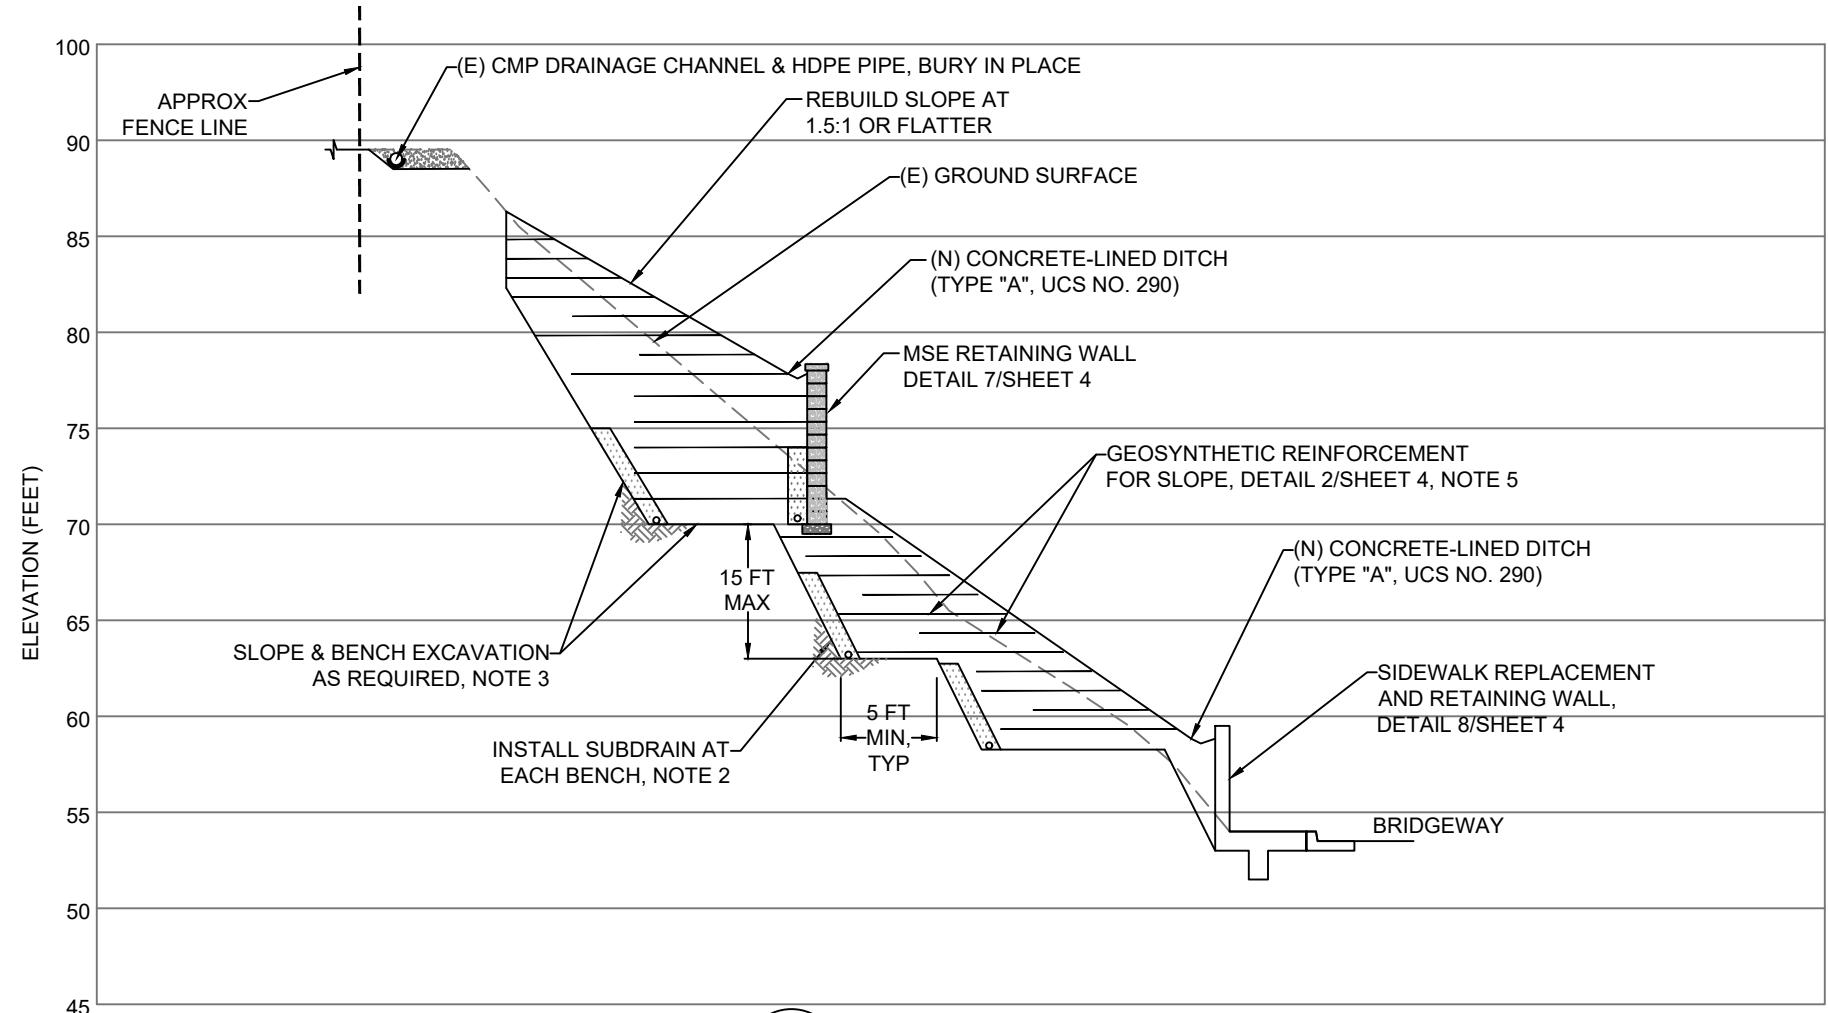 100
(E) CMP DRAINAGE CHANNEL & HDPE PIPE, BURY IN PLACE
APPROX
FENCE LINE
REBUILD SLOPE AT
1.5:1 OR FLATTER
90
(E) GROUND SURFACE
85
(N) CONCRETE-LINED DITCH
(TYPE "A", UCS NO. 290)
80
MSE RETAINING WALL
DETAIL 7/SHEET 4
75
GEOSYNTHETIC REINFORCEMENT
FOR SLOPE, DETAIL 2/SHEET 4, NOTE 5
ELEVATION (FEET)
70
(N) CONCRETE-LINED DITCH
(TYPE "A", UCS NO. 290)
15 FT
MAX
65
SLOPE & BENCH EXCAVATION
AS REQUIRED, NOTE 3
SIDEWALK REPLACEMENT
AND RETAINING WALL,
DETAIL 8/SHEET 4
60
5 FT
MIN,
TYP
INSTALL SUBDRAIN AT
EACH BENCH, NOTE 2
55
BRIDGEWAY
50
45